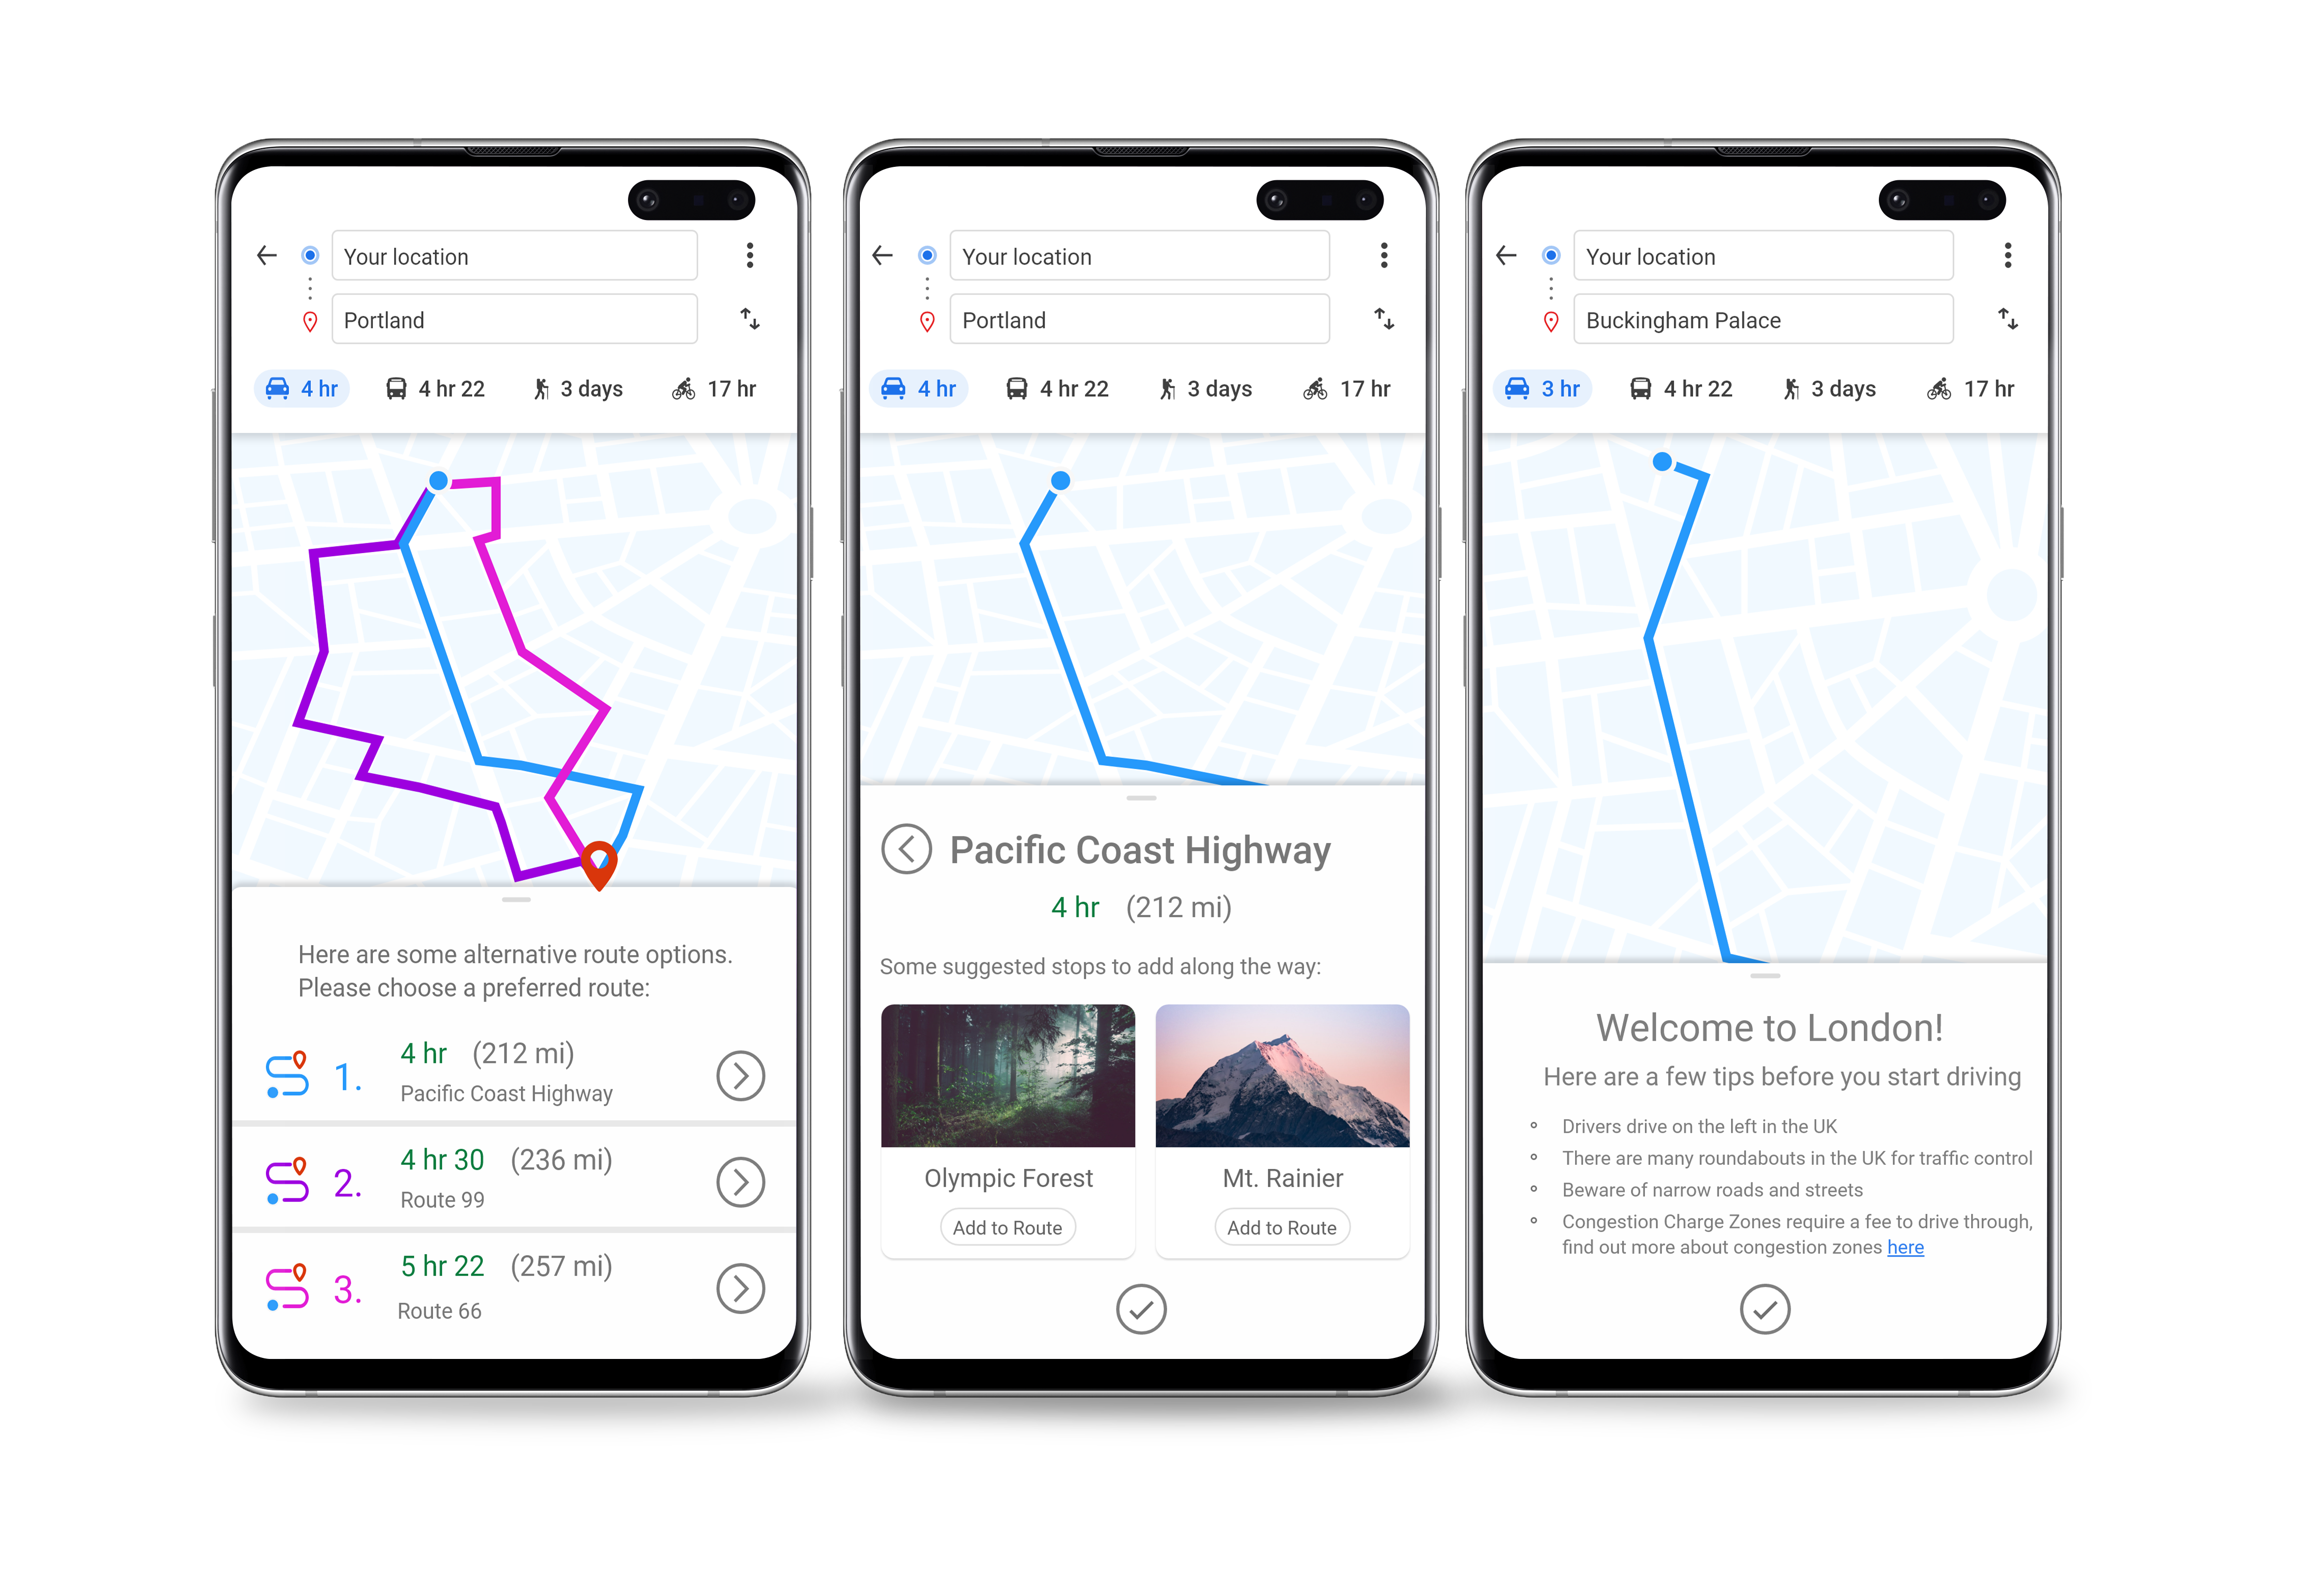 Your location
Portland
4 hr 4 hr 22 3 days 17 hr
Here are some alternative route options.
Please choose a preferred route:
1. 4 hr (212 mi)
Pacific Coast Highway
2. 4 hr 30 (236 mi)
Route 99
3. 5 hr 22 (257 mi)
Route 66
Your location
Portland
4 hr 4 hr 22 3 days 17 hr
Pacific Coast Highway
4 hr (212 mi)
Some suggested stops to add along the way:
Olympic Forest
Add to Route
Mt. Rainier
Add to Route
Your location
Buckingham Palace
3 hr 4 hr 22 3 days 17 hr
Welcome to London!
Here are a few tips before you start driving
Drivers drive on the left in the UK
There are many roundabouts in the UK for traffic control
Beware of narrow roads and streets
Congestion Charge Zones require a fee to drive through,
find out more about congestion zones here